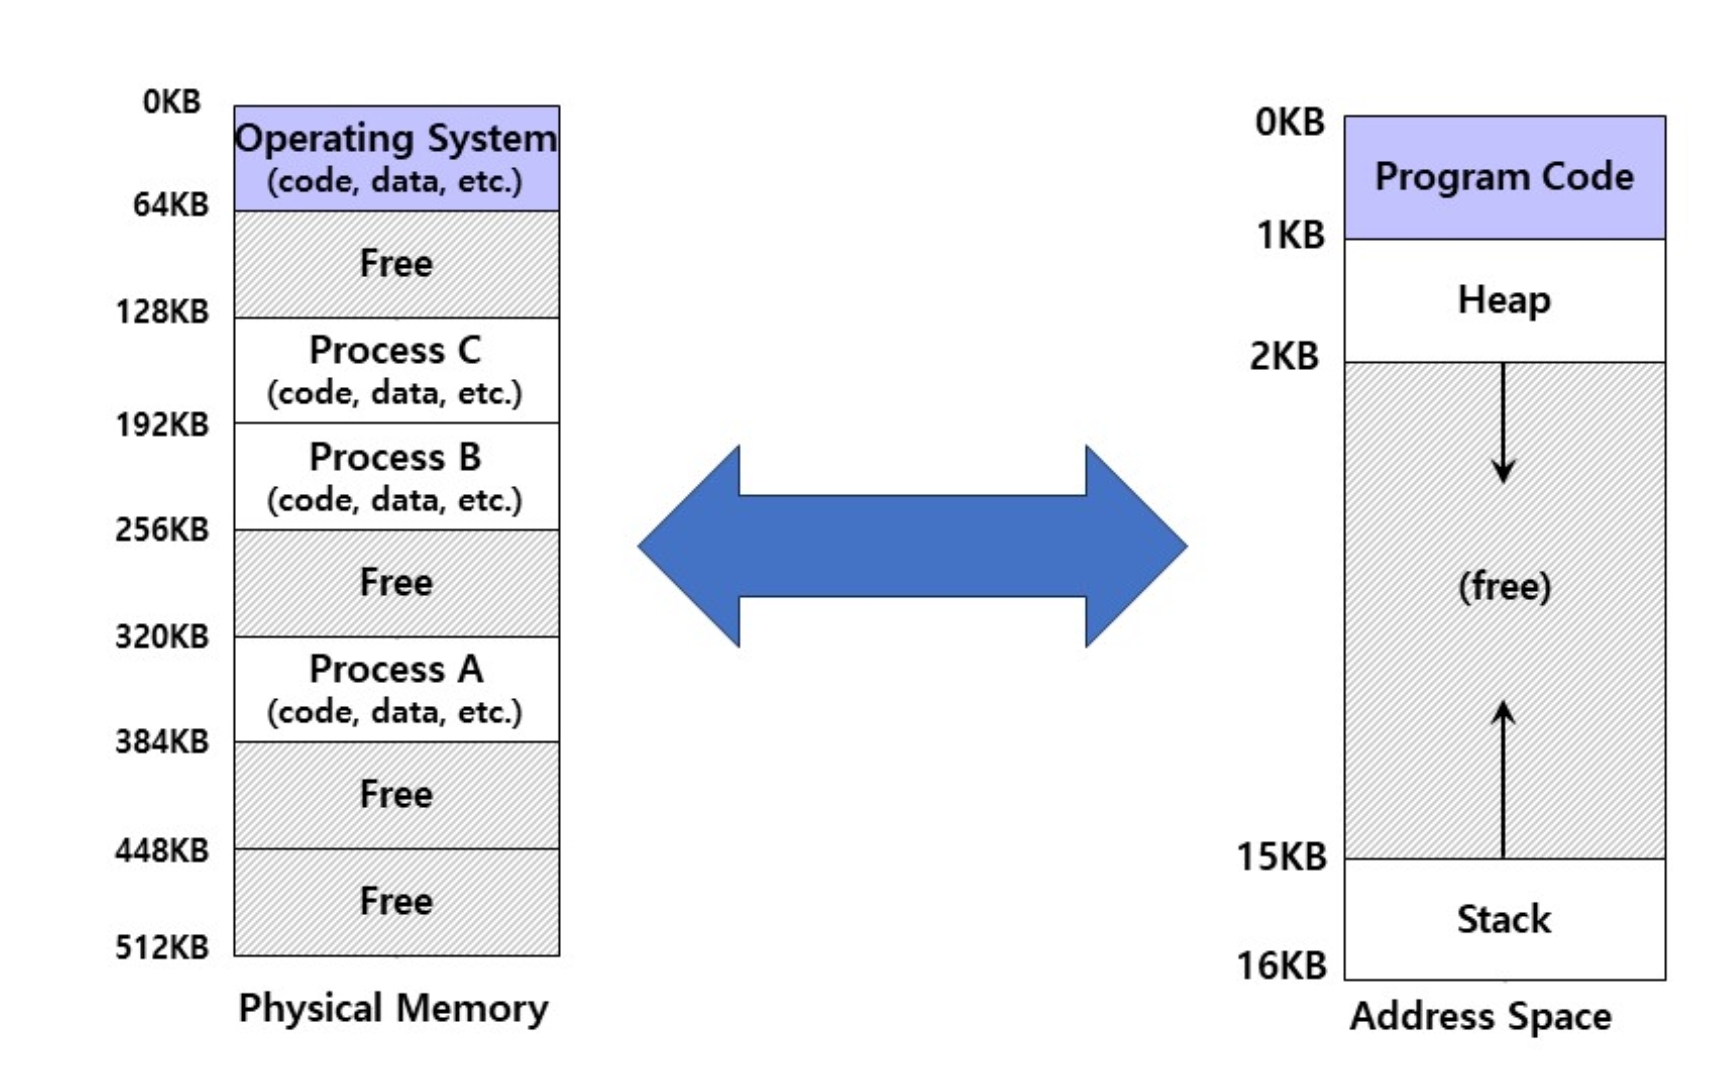 0KB
Operating System
(code, data, etc.)
64KB
Free
128KB
Process C
(code, data, etc.)
192KB
Process B
(code, data, etc.)
256KB
Free
320KB
Process A
(code, data, etc.)
384KB
Free
448KB
Free
512KB
Physical Memory
0KB
Program Code
1KB
Heap
2KB
(free)
15KB
Stack
16KB
Address Space